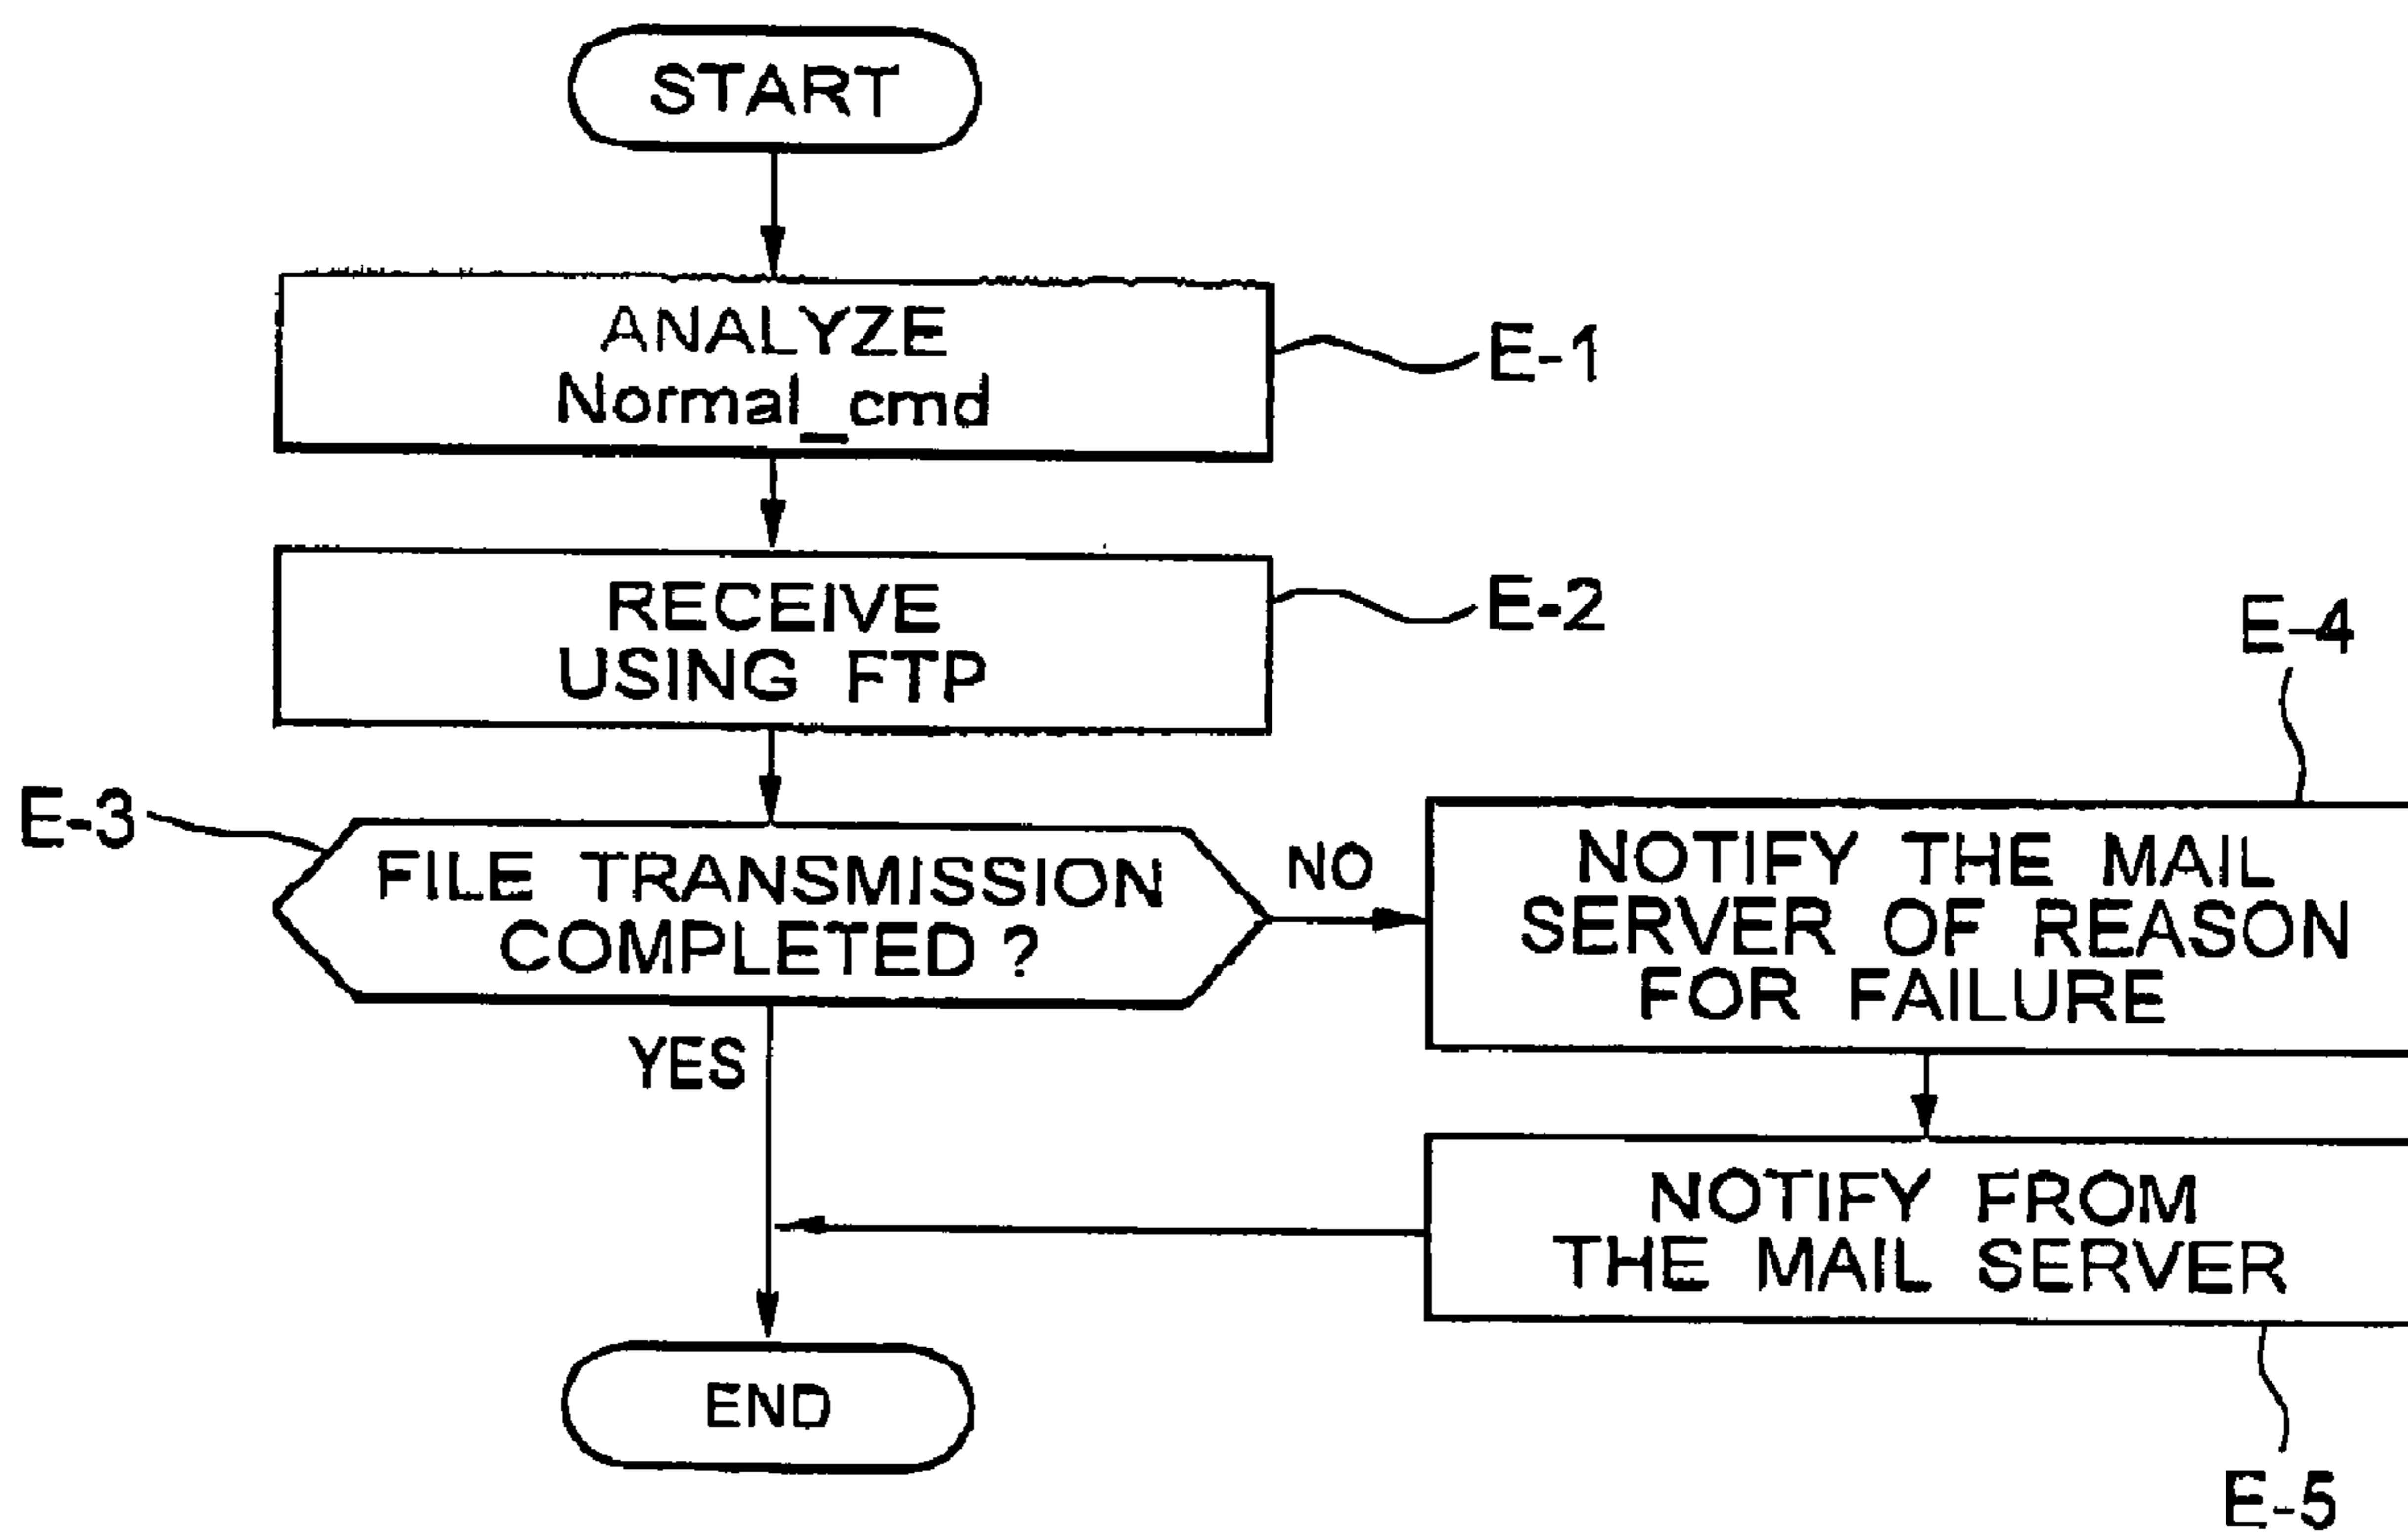 START
ANALYZE
Normal_cmd
E-1
RECEIVE
USING FTP
E-2
E-3
FILE TRANSMISSION
COMPLETED ?
NO
YES
E-4
NOTIFY THE MAIL
SERVER OF REASON
FOR FAILURE
NOTIFY FROM
THE MAIL SERVER
E-5
END